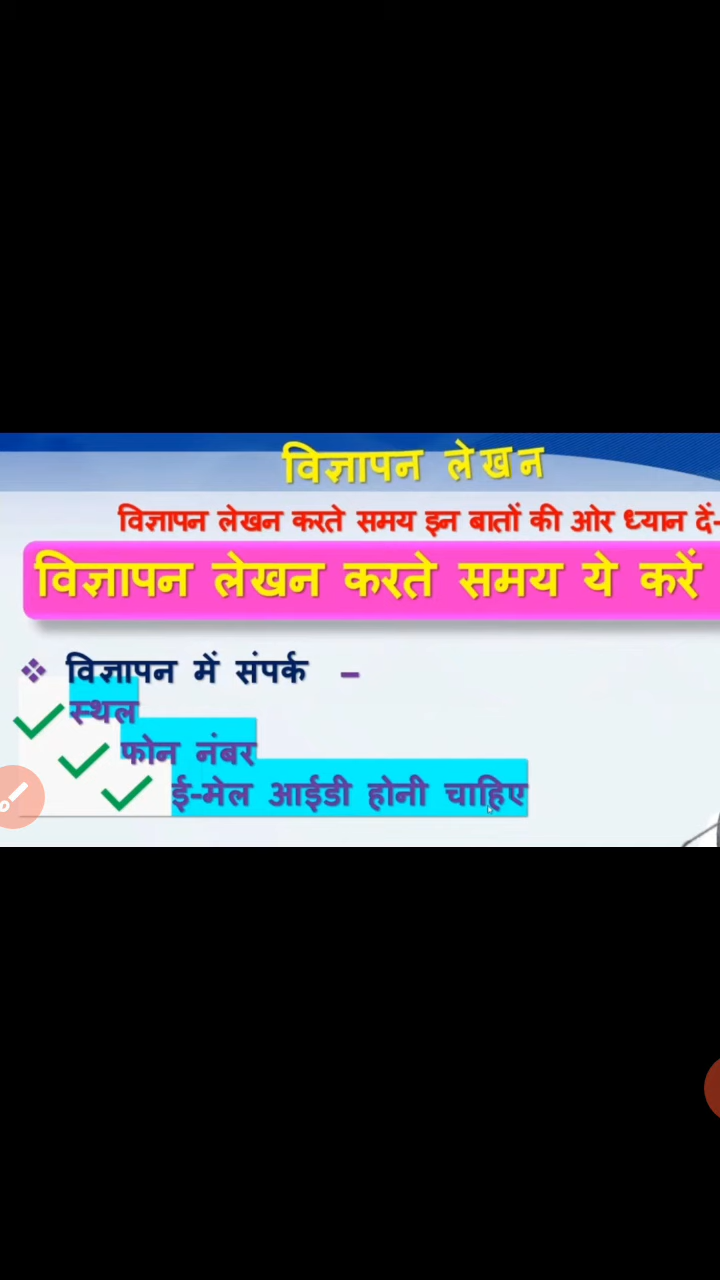 विज्ञापन लेखन
विज्ञापन लेखन करते समय इन बातों की ओर ध्यान दें-
विज्ञापन लेखन करते समय ये करें
❖ विज्ञापन में संपर्क –
स्थल
फोन नंबर
ई-मेल आईडी होनी चाहिए